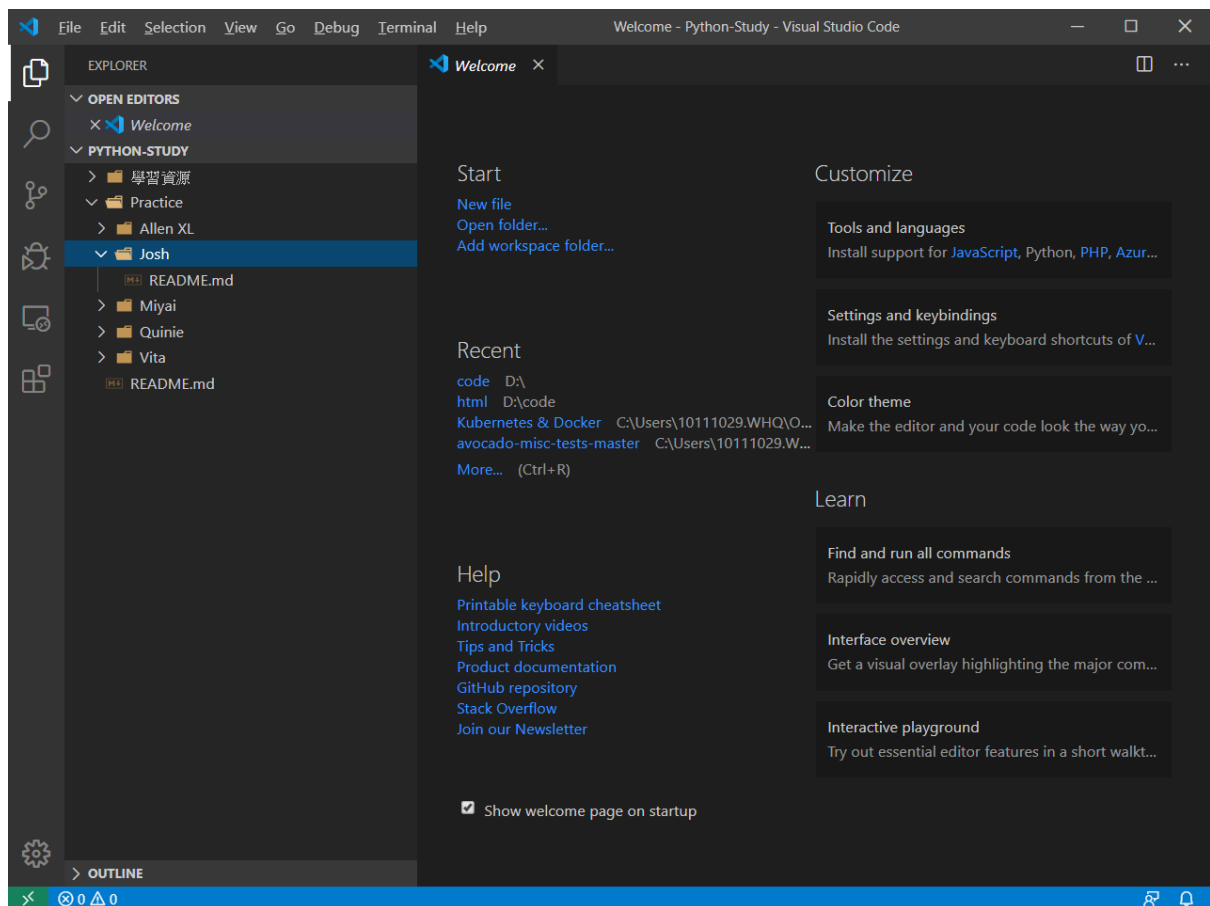 File Edit Selection View Go Debug Terminal Help Welcome - Python-Study - Visual Studio Code
EXPLORER
OPEN EDITORS
Welcome
PYTHON-STUDY
學習資源
Practice
Allen XL
Josh
README.md
Miyai
Quinie
Vita
README.md
OUTLINE
Welcome
Start
New file
Open folder...
Add workspace folder...
Recent
code D:\
html D:\code
Kubernetes & Docker C:\Users\10111029.WHQ\O...
avocado-misc-tests-master C:\Users\10111029.W...
More... (Ctrl+R)
Help
Printable keyboard cheatsheet
Introductory videos
Tips and Tricks
Product documentation
GitHub repository
Stack Overflow
Join our Newsletter
Show welcome page on startup
Customize
Tools and languages
Install support for JavaScript, Python, PHP, Azur...
Settings and keybindings
Install the settings and keyboard shortcuts of V...
Color theme
Make the editor and your code look the way yo...
Learn
Find and run all commands
Rapidly access and search commands from the ...
Interface overview
Get a visual overlay highlighting the major com...
Interactive playground
Try out essential editor features in a short walkt...
0 0